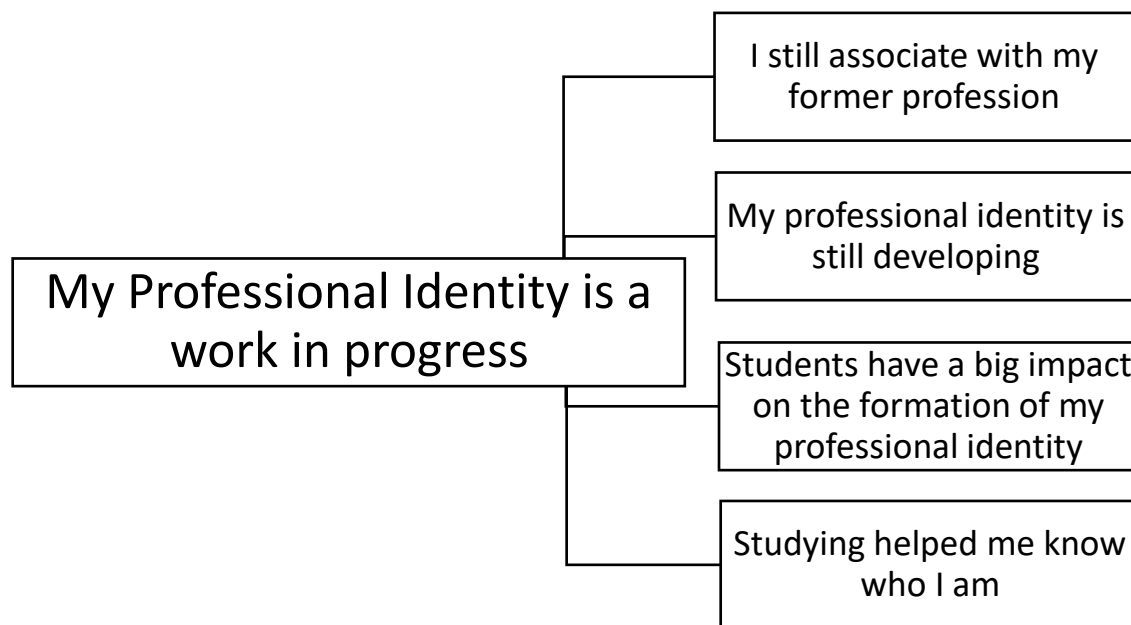 My Professional Identity is a
work in progress
I still associate with my
former profession
My professional identity is
still developing
Students have a big impact
on the formation of my
professional identity
Studying helped me know
who I am